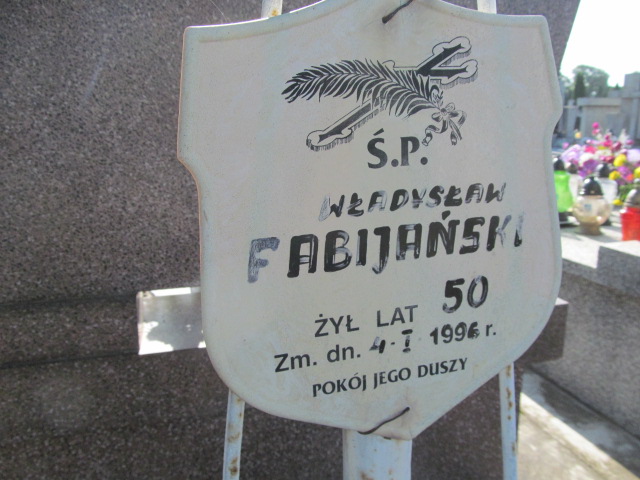 Ś.P.
WŁADYSŁAW
FABIJAŃSKI
ŻYŁ LAT 50
Zm. dn. 4-I 1996 r.
POKÓJ JEGO DUSZY